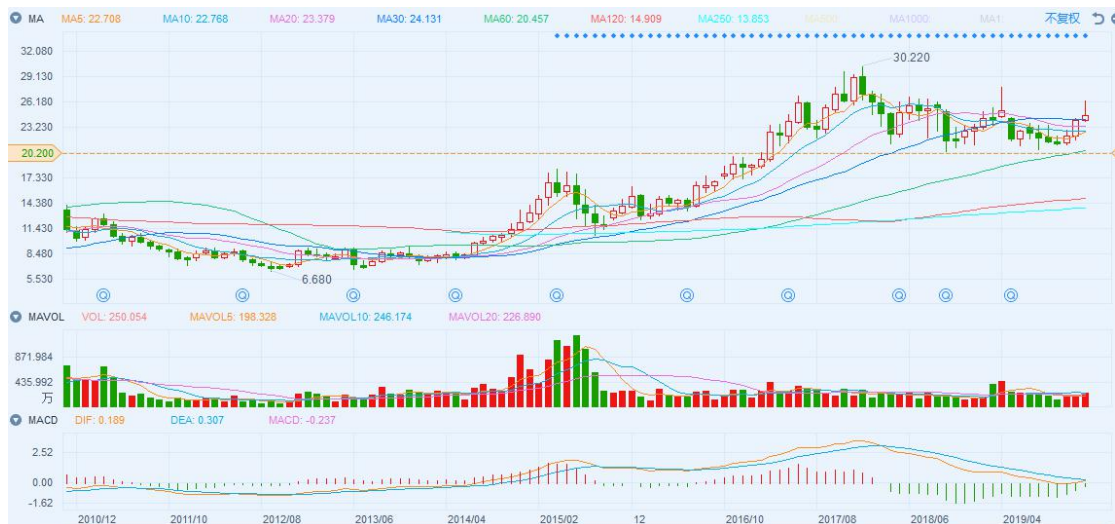 MA MA5: 22.708 MA10: 22.768 MA20: 23.379 MA30: 24.131 MA60: 20.457 MA120: 14.909 MA250: 13.853 MA500: MA1000: MA1: 不复权
32.080
30.220
29.130
26.180
23.230
20.200
17.330
14.380
11.430
8.480
6.680
5.530
Q Q Q Q Q Q Q Q Q Q
MAVOL VOL: 250.054 MAVOL5: 198.328 MAVOL10: 246.174 MAVOL20: 226.890
871.984
435.992
万
MACD DIF: 0.189 DEA: 0.307 MACD: -0.237
2.52
0.00
-1.62
2010/12 2011/10 2012/08 2013/06 2014/04 2015/02 12 2016/10 2017/08 2018/06 2019/04